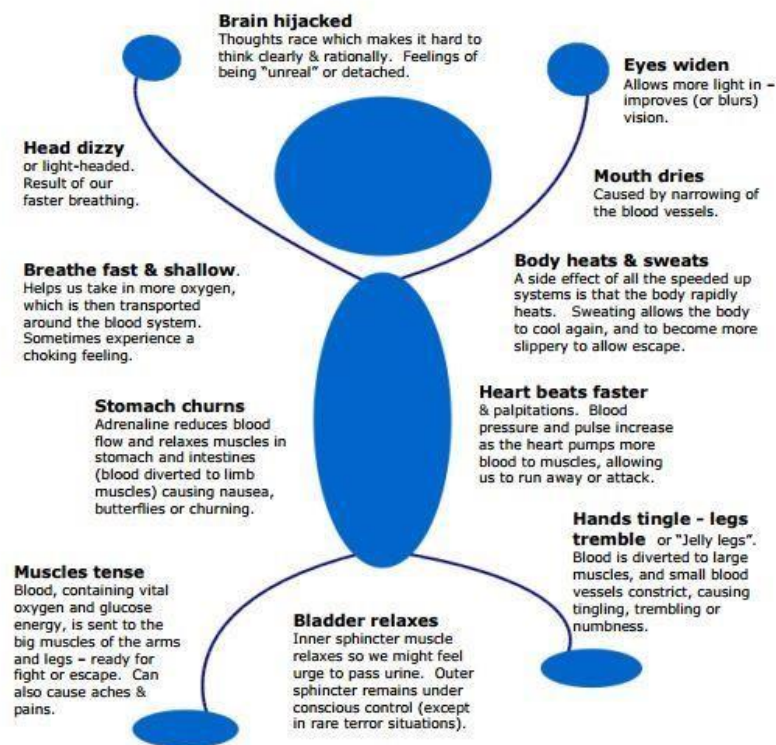 Brain hijacked
Thoughts race which makes it hard to
think clearly & rationally.  Feelings of
being “unreal” or detached.
Eyes widen
Allows more light in –
improves (or blurs)
vision.
Head dizzy
or light-headed.
Result of our
faster breathing.
Mouth dries
Caused by narrowing of
the blood vessels.
Breathe fast & shallow.
Helps us take in more oxygen,
which is then transported
around the blood system.
Sometimes experience a
choking feeling.
Body heats & sweats
A side effect of all the speeded up
systems is that the body rapidly
heats.  Sweating allows the body
to cool again, and to become more
slippery to allow escape.
Stomach churns
Adrenaline reduces blood
flow and relaxes muscles in
stomach and intestines
(blood diverted to limb
muscles) causing nausea,
butterflies or churning.
Heart beats faster
& palpitations.  Blood
pressure and pulse increase
as the heart pumps more
blood to muscles, allowing
us to run away or attack.
Hands tingle - legs
tremble or “Jelly legs”.
Blood is diverted to large
muscles, and small blood
vessels constrict, causing
tingling, trembling or
numbness.
Muscles tense
Blood, containing vital
oxygen and glucose
energy, is sent to the
big muscles of the arms
and legs – ready for
fight or escape.  Can
also cause aches &
pains.
Bladder relaxes
Inner sphincter muscle
relaxes so we might feel
urge to pass urine.  Outer
sphincter remains under
conscious control (except
in rare terror situations).